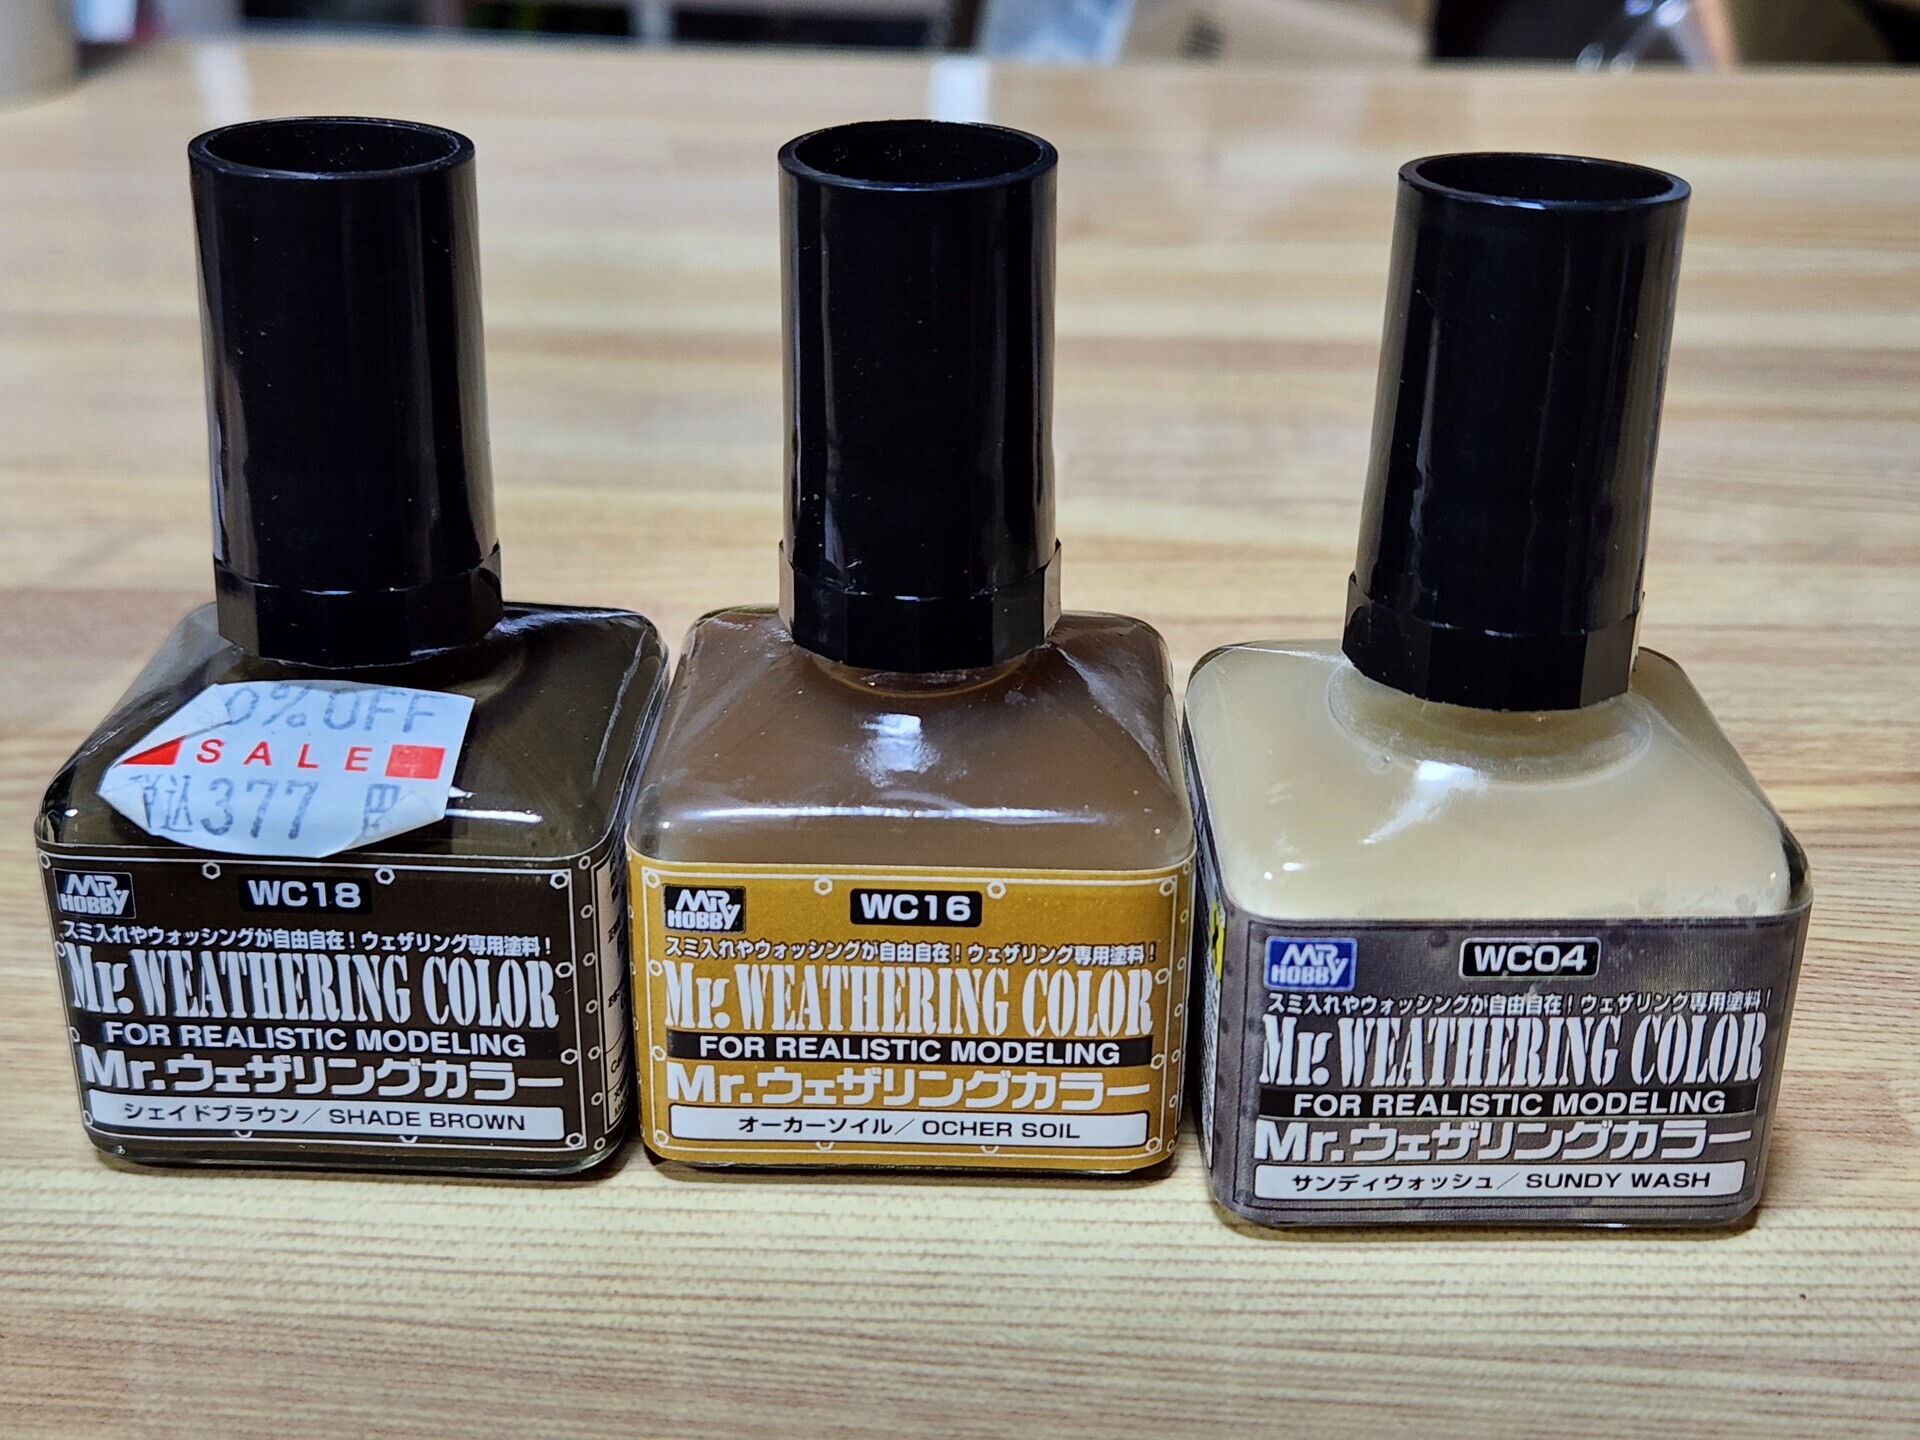 0%OFF
SALE
税込377円
MR
HOBBY
WC18
スミ入れやウォッシングが自由自在!ウェザリング専用塗料!
Mr. WEATHERING COLOR
FOR REALISTIC MODELING
Mr.ウェザリングカラー
シェイドブラウン/SHADE BROWN
MR
HOBBY
WC16
スミ入れやウォッシングが自由自在!ウェザリング専用塗料!
Mr. WEATHERING COLOR
FOR REALISTIC MODELING
Mr.ウェザリングカラー
オーカーソイル/OCHER SOIL
MR
HOBBY
WC04
スミ入れやウォッシングが自由自在!ウェザリング専用塗料!
Mr. WEATHERING COLOR
FOR REALISTIC MODELING
Mr.ウェザリングカラー
サンディウォッシュ/SUNDY WASH